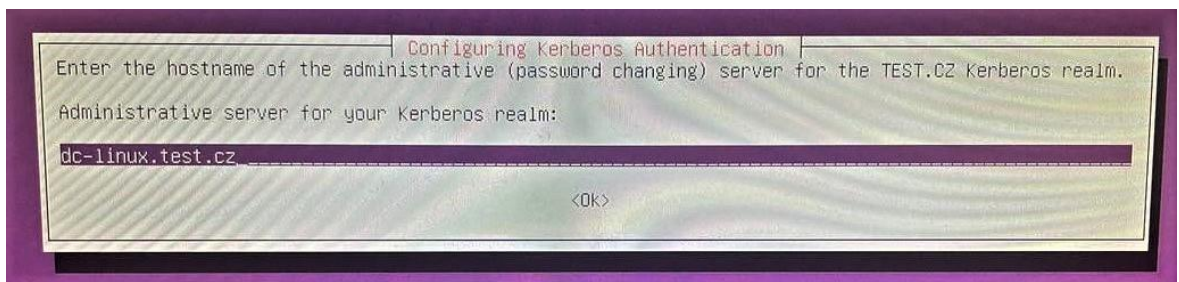 Configuring Kerberos Authentication
Enter the hostname of the administrative (password changing) server for the TEST.CZ Kerberos realm.
Administrative server for your Kerberos realm:
dc-linux.test.cz
<Ok>